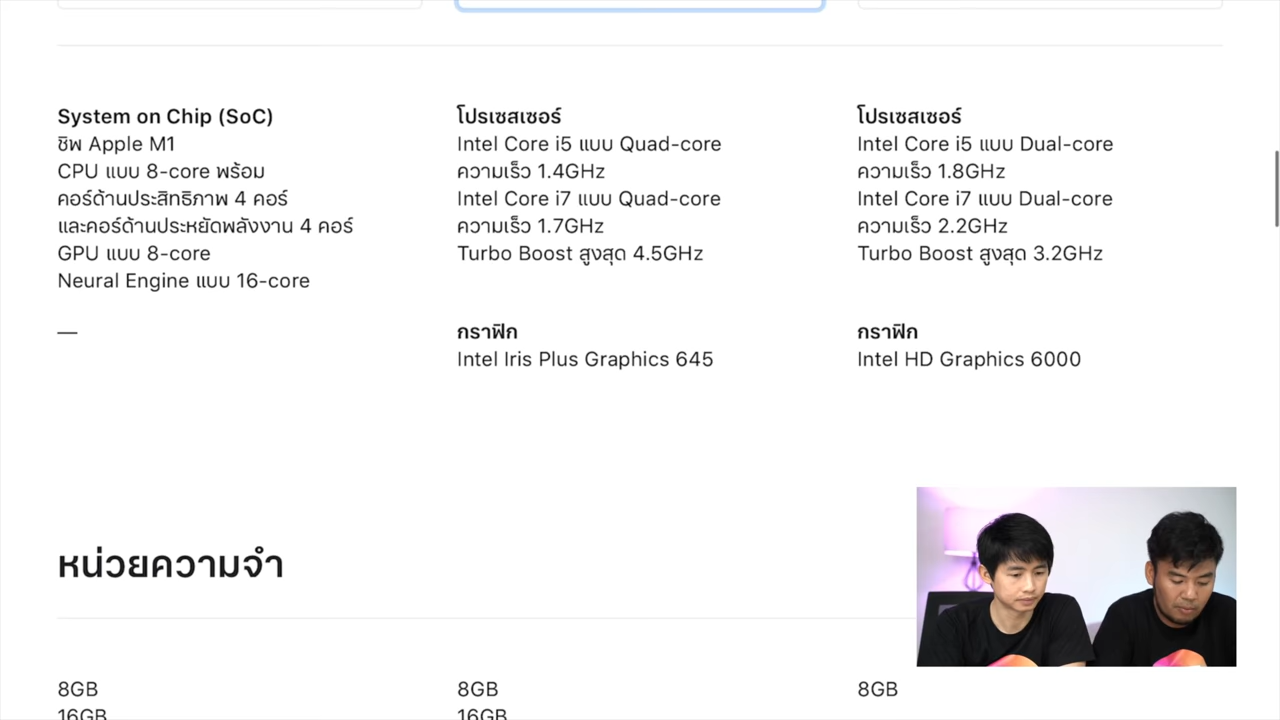 System on Chip (SoC)
ชิพ Apple M1
CPU แบบ 8-core พร้อม
คอร์ด้านประสิทธิภาพ 4 คอร์
และคอร์ด้านประหยัดพลังงาน 4 คอร์
GPU แบบ 8-core
Neural Engine แบบ 16-core
—
โปรเซสเซอร์
Intel Core i5 แบบ Quad-core
ความเร็ว 1.4GHz
Intel Core i7 แบบ Quad-core
ความเร็ว 1.7GHz
Turbo Boost สูงสุด 4.5GHz
กราฟิก
Intel Iris Plus Graphics 645
โปรเซสเซอร์
Intel Core i5 แบบ Dual-core
ความเร็ว 1.8GHz
Intel Core i7 แบบ Dual-core
ความเร็ว 2.2GHz
Turbo Boost สูงสุด 3.2GHz
กราฟิก
Intel HD Graphics 6000
หน่วยความจำ
8GB
16GB
8GB
16GB
8GB